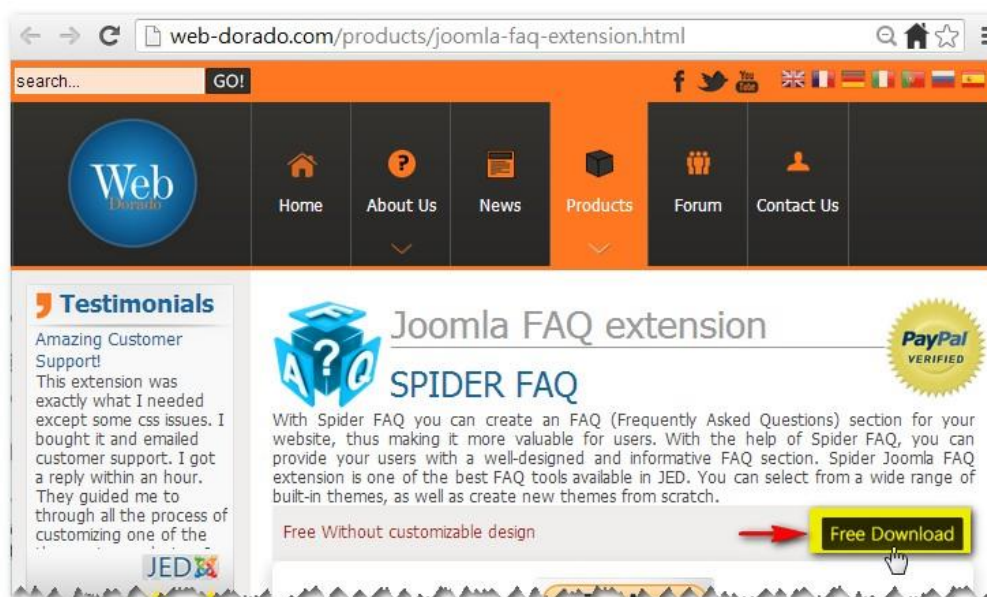 web-dorado.com/products/joomla-faq-extension.html
search...
GO!
f
You
Tube
Web
Dorado
?
Home
About Us
News
Products
Forum
Contact Us
Testimonials
Amazing Customer
Support!
This extension was
exactly what I needed
except some css issues. I
bought it and emailed
customer support. I got
a reply within an hour.
They guided me to
through all the process of
customizing one of the
JED
F
A ? Q
Joomla FAQ extension
SPIDER FAQ
PayPal
VERIFIED
With Spider FAQ you can create an FAQ (Frequently Asked Questions) section for your
website, thus making it more valuable for users. With the help of Spider FAQ, you can
provide your users with a well-designed and informative FAQ section. Spider Joomla FAQ
extension is one of the best FAQ tools available in JED. You can select from a wide range of
built-in themes, as well as create new themes from scratch.
Free Without customizable design
Free Download